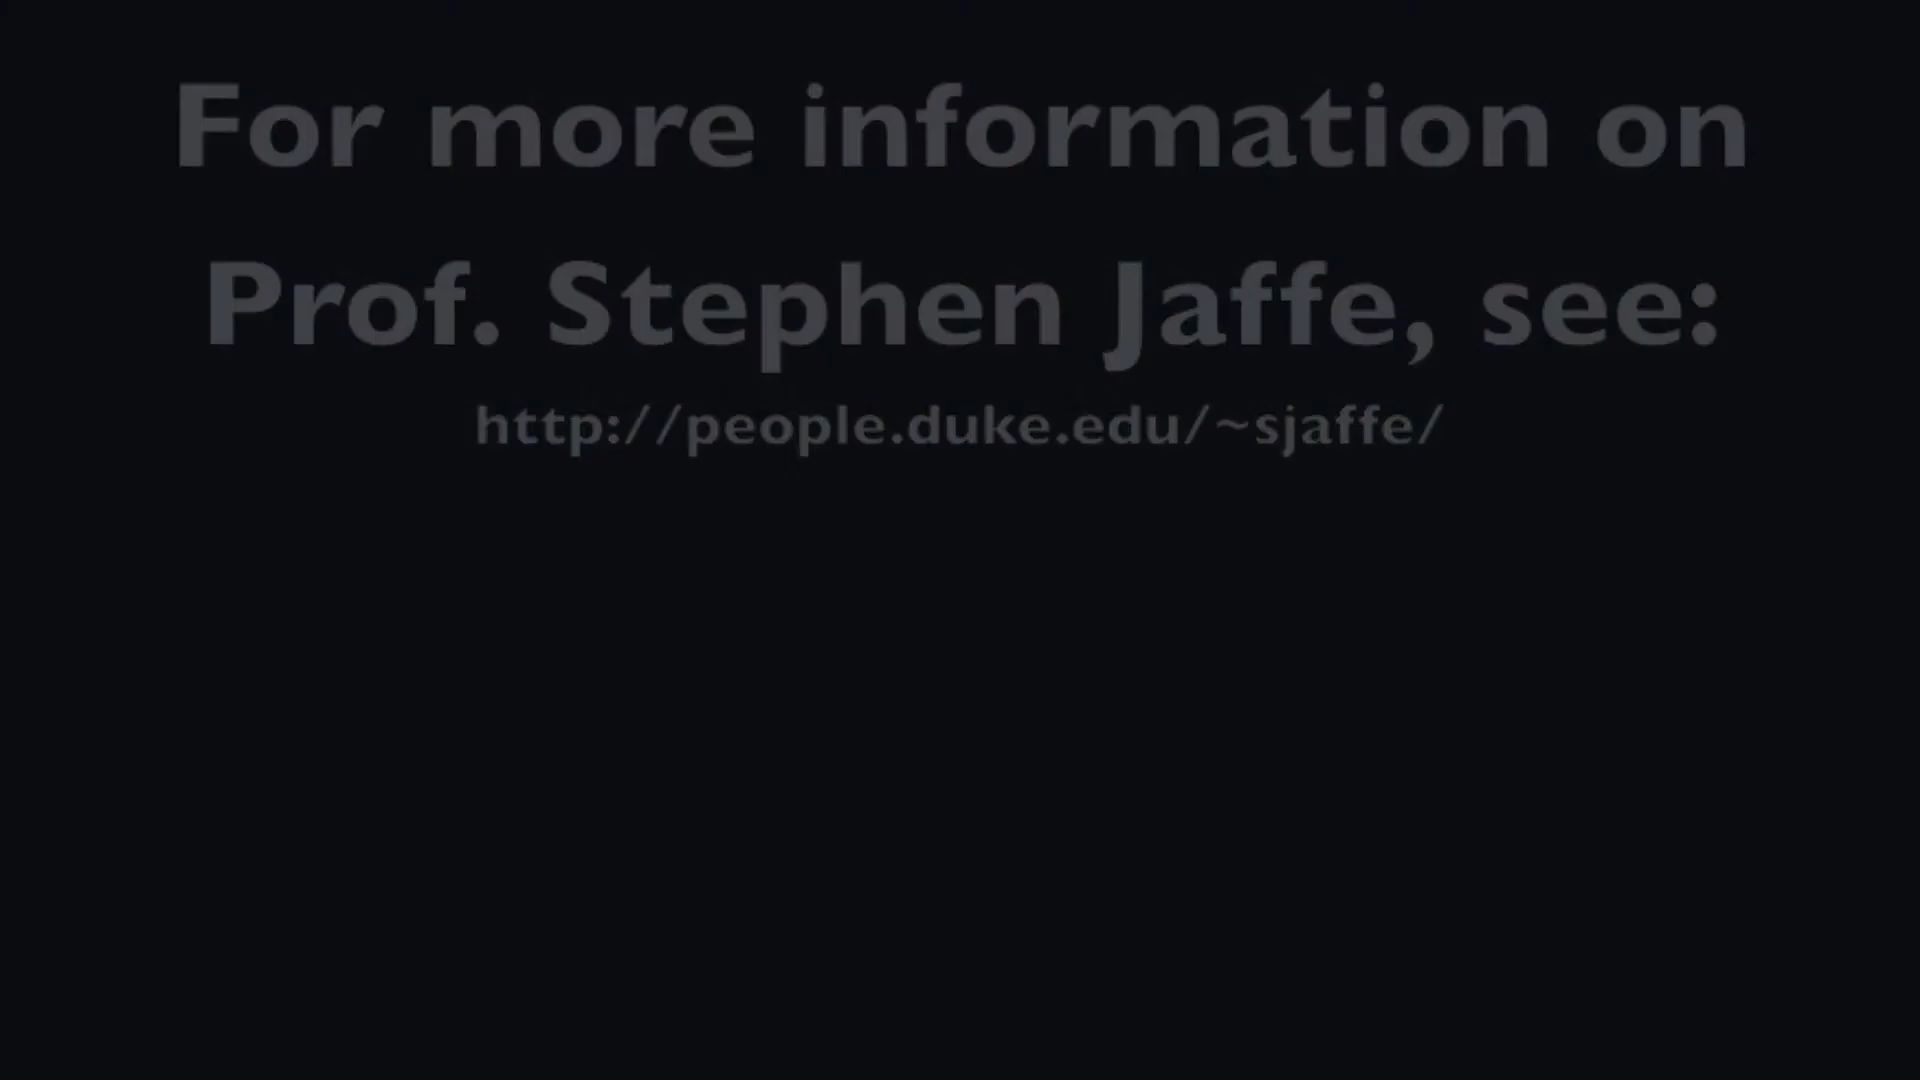 For more information on
Prof. Stephen Jaffe, see:
http://people.duke.edu/~sjaffe/